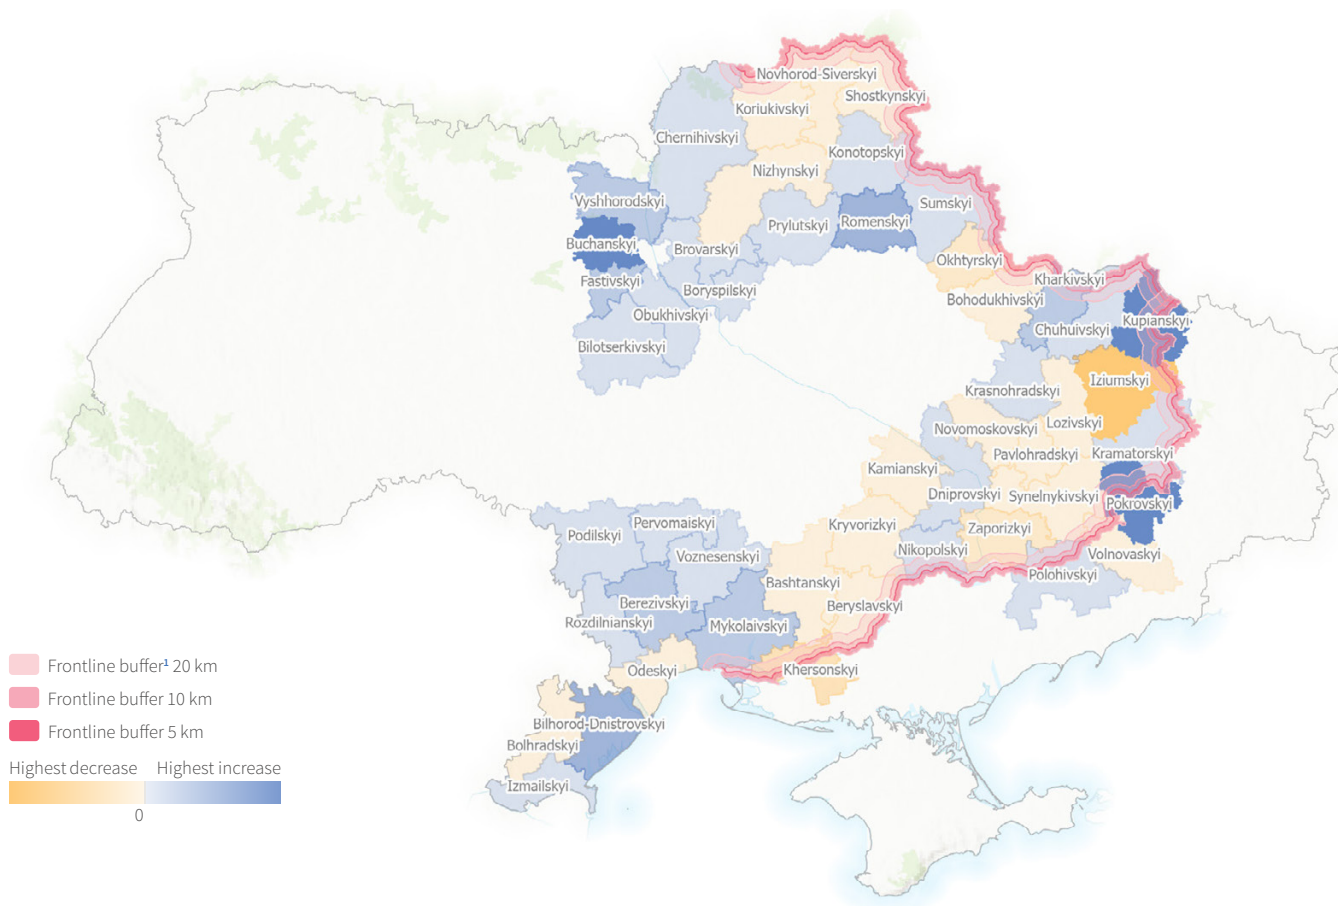 Novhorod-Siverskyi
Shostkynskyi
Koriukivskyi
Chernihivskyi
Konotopskyi
Nizhynskyi
Vyshhorodskyi
Sumskyi
Romenskyi
Prylutskyi
Buchanskyi
Brovarskyi
Okhtyrskyi
Kharkivskyi
Fastivskyi
Boryspilskyi
Bohodukhivskyi
Obukhivskyi
Chuhuivskyi
Kupianskyi
Bilotserkivskyi
Iziumskyi
Krasnohradskyi
Lozivskyi
Novomoskovskyi
Pavlohradskyi
Kramatorskyi
Kamianskyi
Dniprovskyi
Synelnykivskyi
Pokrovskyi
Pervomaiskyi
Kryvorizkyi
Zaporizkyi
Podilskyi
Nikopolskyi
Voznesenskyi
Volnovaskyi
Polohivskyi
Bashtanskyi
Berezivskyi
Beryslavskyi
Rozdilnianskyi
Mykolaivskyi
Odeskyi
Khersonskyi
Bilhorod-Dnistrovskyi
Bolhradskyi
Izmailskyi
Frontline buffer¹ 20 km
Frontline buffer 10 km
Frontline buffer 5 km
Highest decrease Highest increase
0